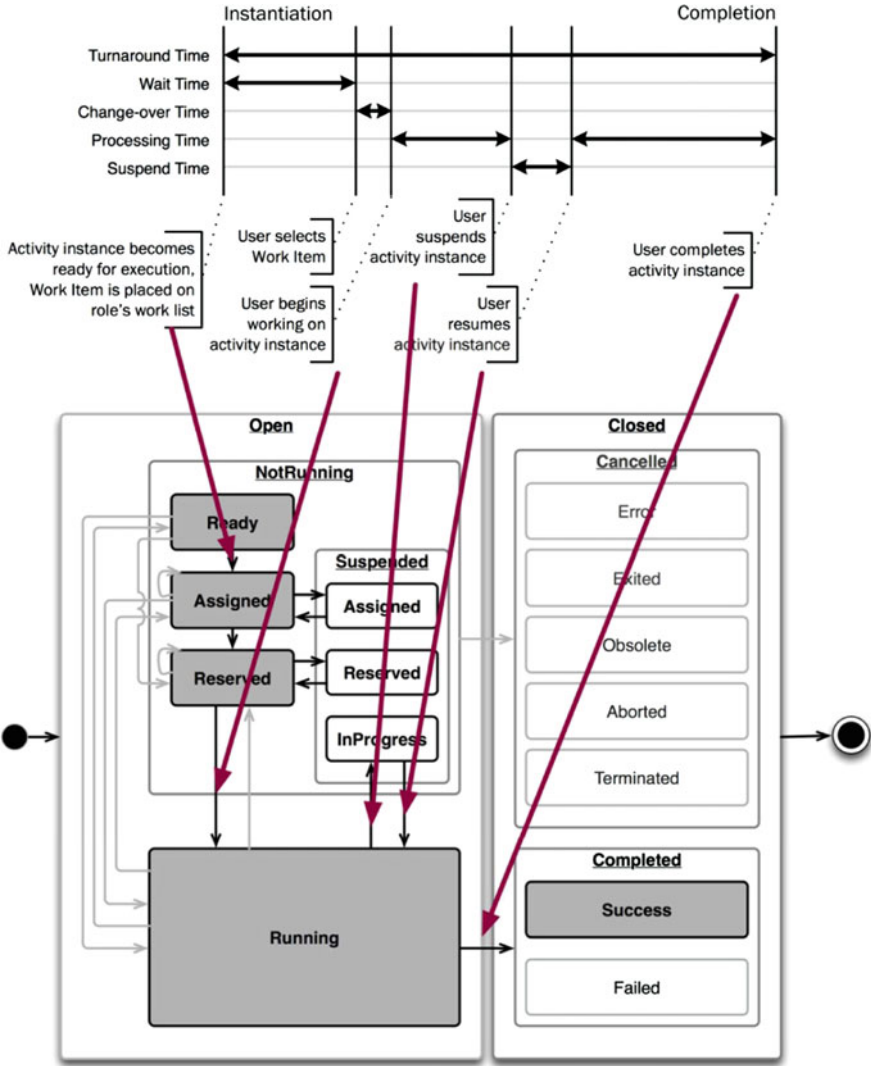 Instantiation
Completion
Turnaround Time
Wait Time
Change-over Time
Processing Time
Suspend Time
Activity instance becomes
ready for execution,
Work Item is placed on
role's work list
User selects
Work Item
User begins
working on
activity instance
User
suspends
activity instance
User
resumes
activity instance
User completes
activity instance
Open
NotRunning
Ready
Assigned
Reserved
Suspended
Assigned
Reserved
InProgress
Running
Closed
Cancelled
Error
Exited
Obsolete
Aborted
Terminated
Completed
Success
Failed